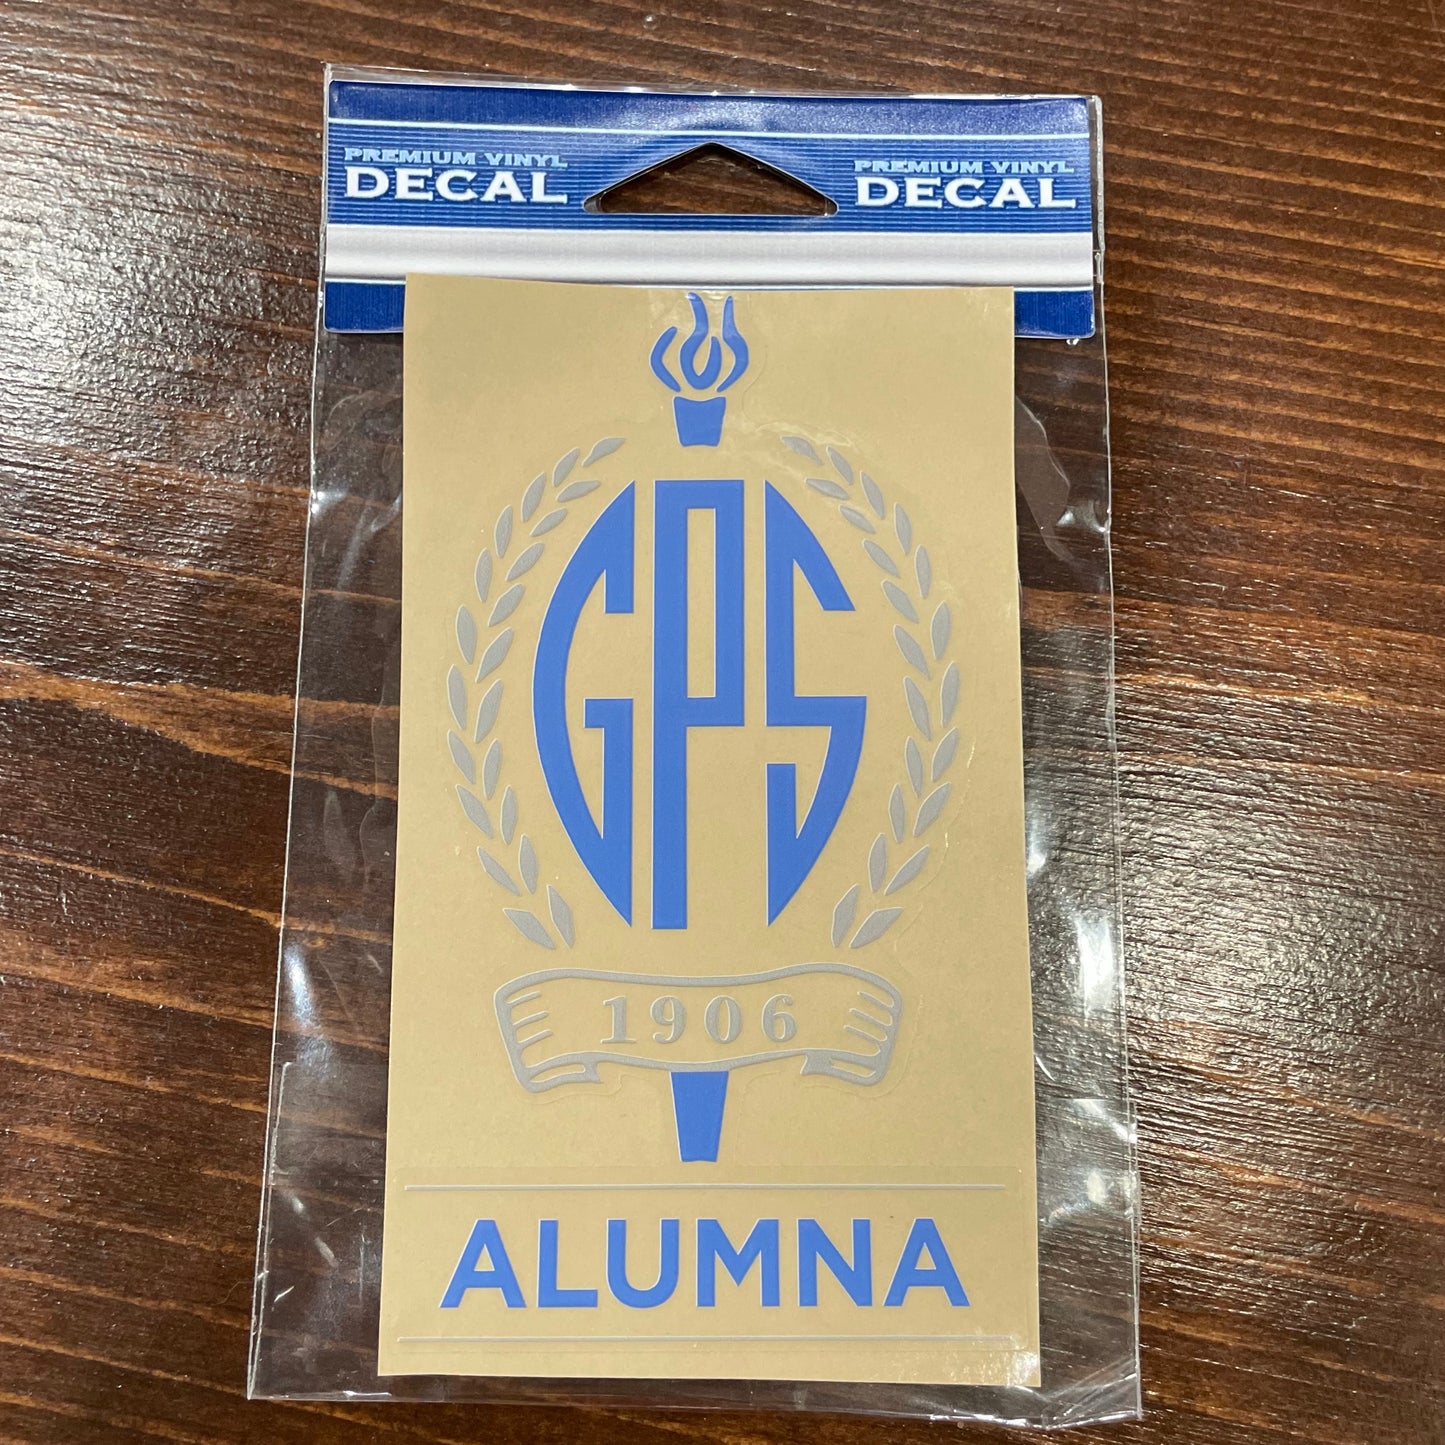 PREMIUM VINYL
DECAL
PREMIUM VINYL
DECAL
GPS
1906
ALUMNA